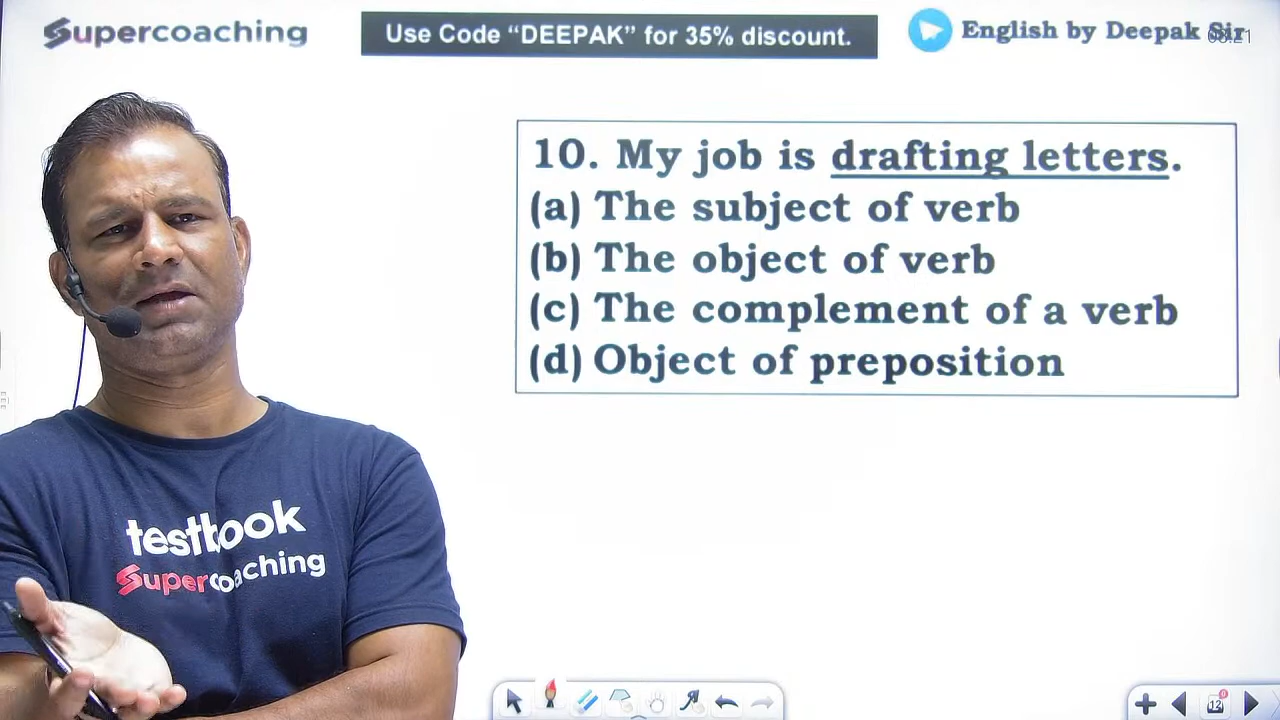 Supercoaching
Use Code “DEEPAK” for 35% discount.
English by Deepak Sir
10. My job is drafting letters.
(a) The subject of verb
(b) The object of verb
(c) The complement of a verb
(d) Object of preposition
testbook
Supercoaching
12